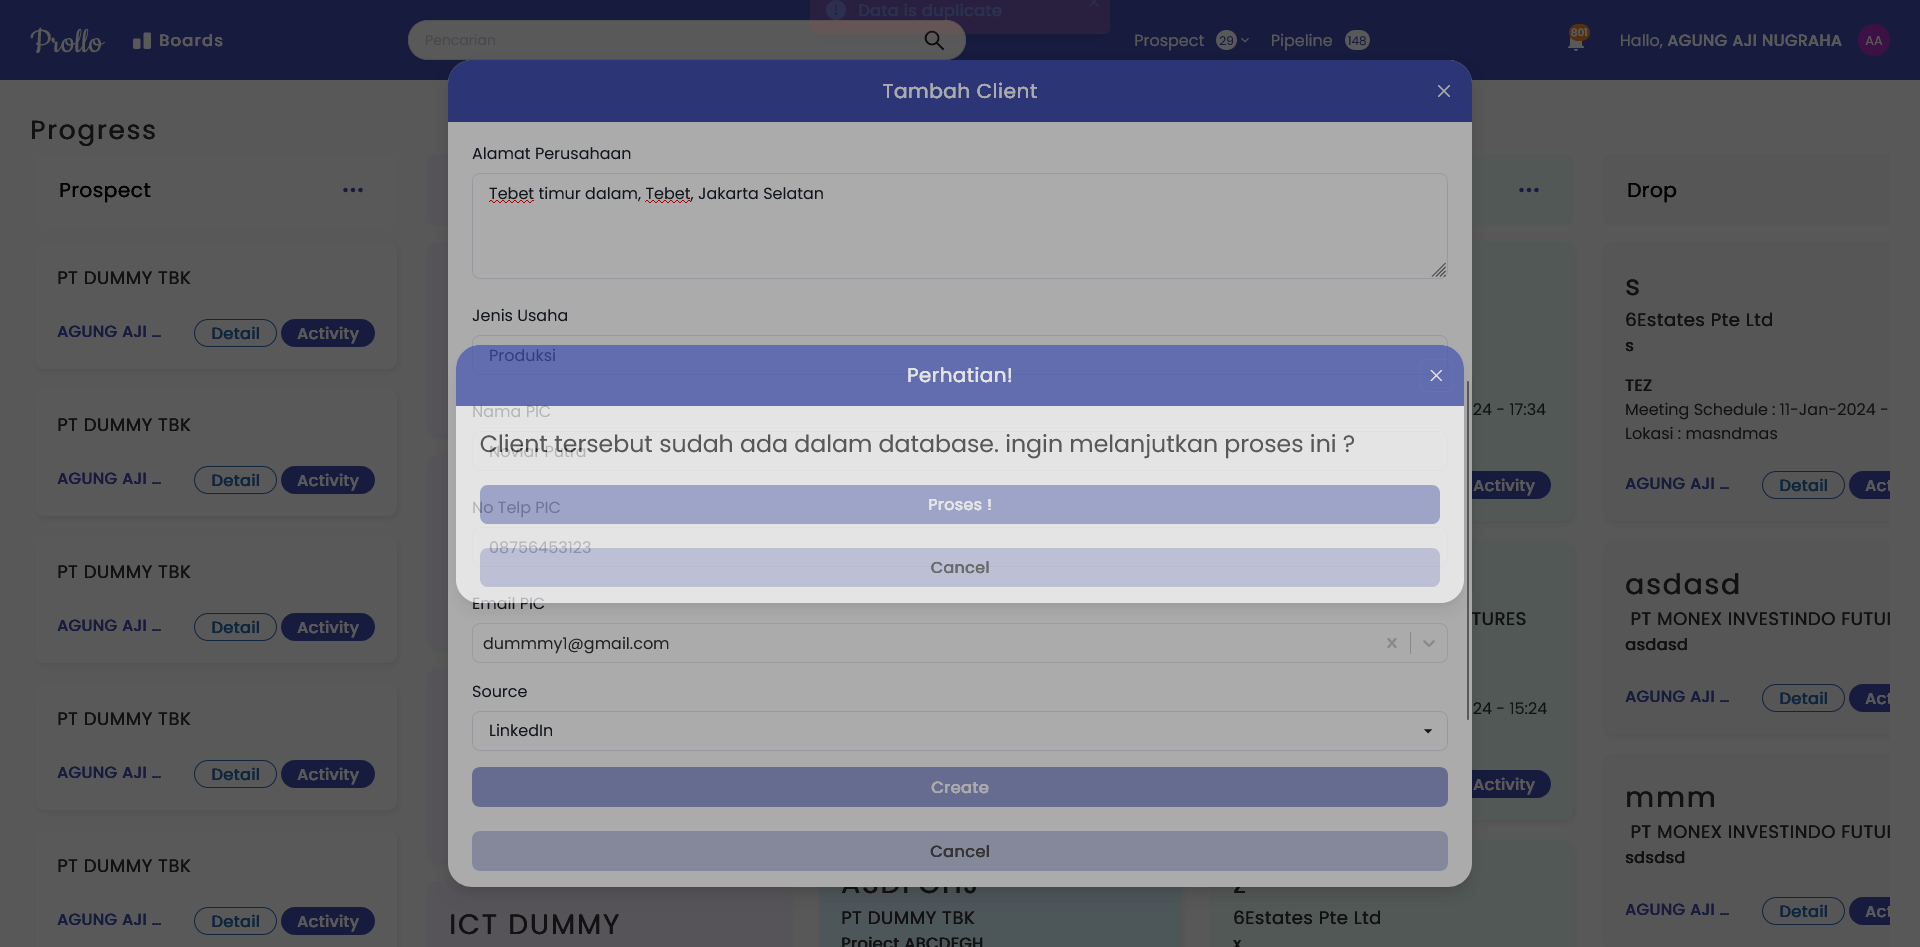 Prollo
Boards
Pencarian
Data is duplicate
Prospect 29
Pipeline 148
801
Hallo, AGUNG AJI NUGRAHA
AA
Progress
Prospect
PT DUMMY TBK
AGUNG AJI ...
Detail
Activity
PT DUMMY TBK
AGUNG AJI ...
Detail
Activity
PT DUMMY TBK
AGUNG AJI ...
Detail
Activity
PT DUMMY TBK
AGUNG AJI ...
Detail
Activity
PT DUMMY TBK
AGUNG AJI ...
Detail
Activity
Tambah Client
Alamat Perusahaan
Tebet timur dalam, Tebet, Jakarta Selatan
Jenis Usaha
Produksi
Perhatian!
Nama PIC
Client tersebut sudah ada dalam database. ingin melanjutkan proses ini ?
Novial Putra
Proses !
No Telp PIC
08756453123
Cancel
Email PIC
dummmy1@gmail.com
Source
LinkedIn
Create
Cancel
ICT DUMMY
PT DUMMY TBK
Project ABCDEFGH
24 - 17:34
Activity
TURES
24 - 15:24
Activity
Z
6Estates Pte Ltd
x
Drop
S
6Estates Pte Ltd
s
TEZ
Meeting Schedule : 11-Jan-2024 -
Lokasi : masndmas
AGUNG AJI ...
Detail
Act
asdasd
PT MONEX INVESTINDO FUTUI
asdasd
AGUNG AJI ...
Detail
Act
mmm
PT MONEX INVESTINDO FUTUI
sdsdsd
AGUNG AJI ...
Detail
Act